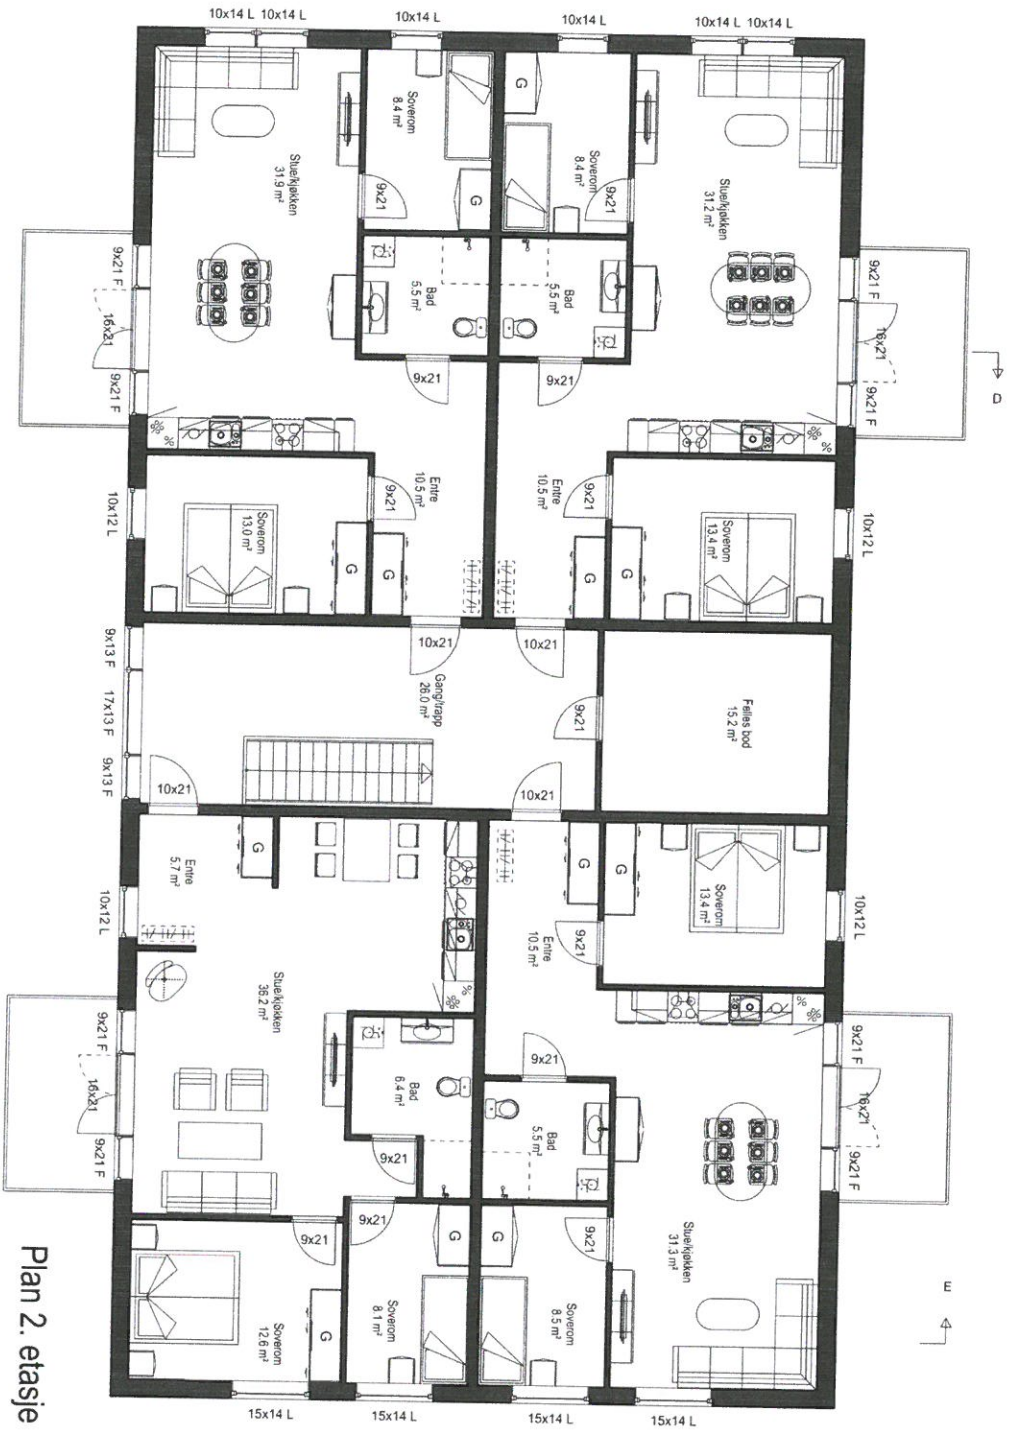 10x14 L
10x14 L
10x14 L
10x14 L
10x14 L
10x14 L
Soverom
8.4 m²
G
G
Soverom
8.4 m²
Stue/kjøkken
31.9 m²
Stue/kjøkken
31.2 m²
9x21
9x21
Bad
5.5 m²
Bad
5.5 m²
9x21 F
16x21
9x21 F
9x21 F
16x21
9x21 F
D
9x21
9x21
Entre
10.5 m²
Entre
10.5 m²
9x21
9x21
10x12 L
10x12 L
Soverom
13.0 m²
Soverom
13.4 m²
G
G
G
G
10x21
10x21
9x13 F
17x13 F
9x13 F
Gang/trapp
26.0 m²
9x21
Felles bod
15.2 m²
10x21
10x21
G
G
G
Entre
5.7 m²
10x12 L
10x12 L
Soverom
13.4 m²
Entre
10.5 m²
9x21
Stue/kjøkken
36.2 m²
9x21 F
16x21
9x21 F
9x21 F
16x21
9x21 F
9x21
Bad
6.4 m²
Bad
5.5 m²
9x21
9x21
9x21
9x21
G
G
G
Stue/kjøkken
31.3 m²
E
Soverom
12.6 m²
Soverom
8.1 m²
Soverom
8.5 m²
15x14 L
15x14 L
15x14 L
15x14 L
Plan 2. etasje